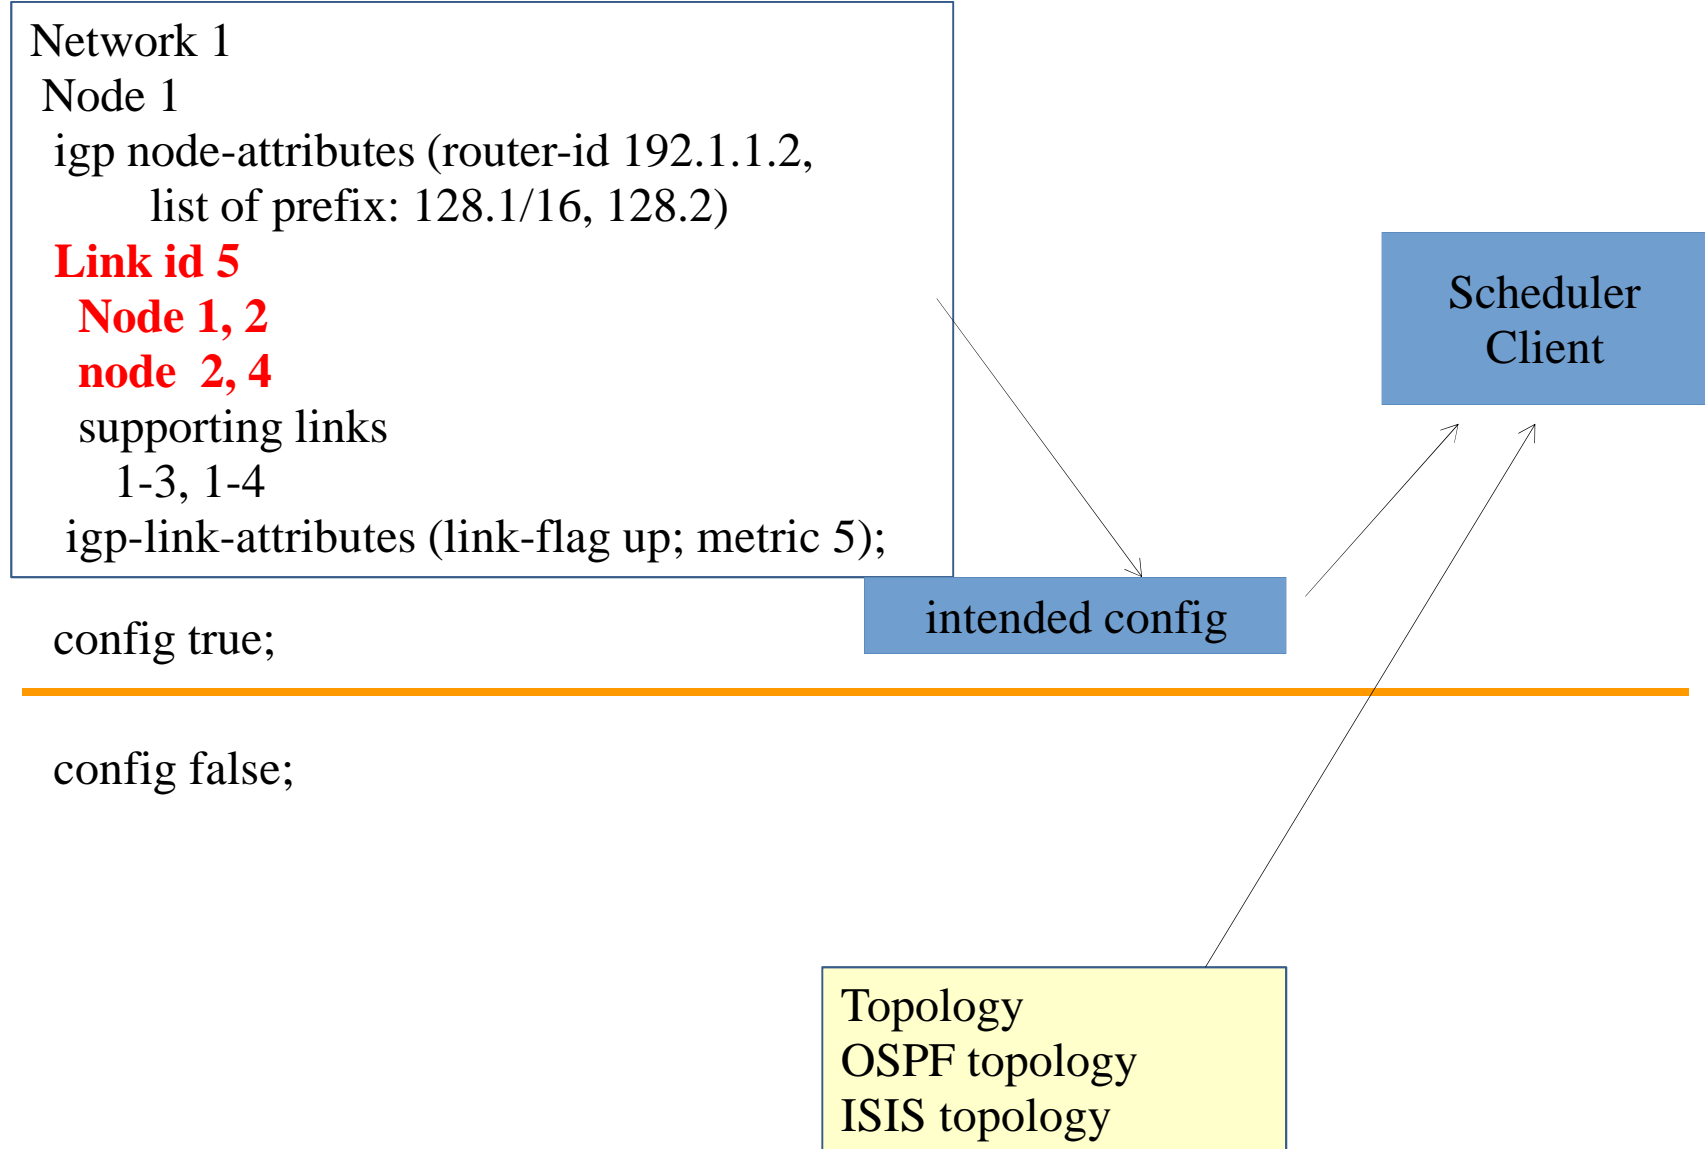 Network 1
Node 1
igp node-attributes (router-id 192.1.1.2,
list of prefix: 128.1/16, 128.2)
Link id 5
Node 1, 2
node 2, 4
supporting links
1-3, 1-4
igp-link-attributes (link-flag up; metric 5);
Scheduler
Client
intended config
config true;
config false;
Topology
OSPF topology
ISIS topology